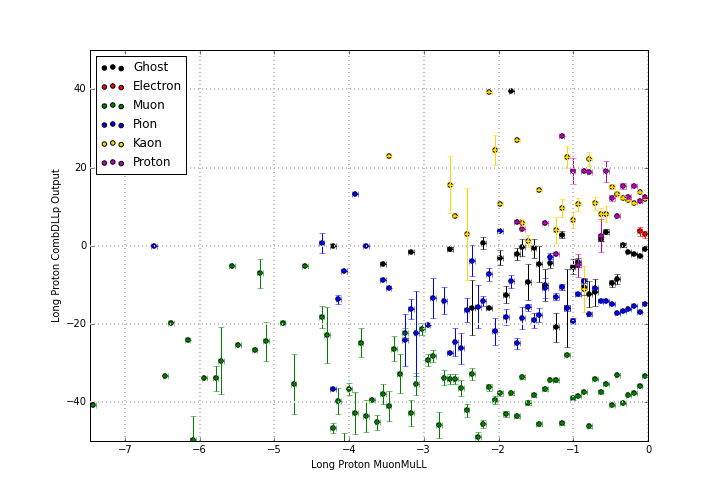 Ghost
Electron
Muon
Pion
Kaon
Proton
40
20
0
−20
−40
−7
−6
−5
−4
−3
−2
−1
0
Long Proton CombDLLp Output
Long Proton MuonMuLL